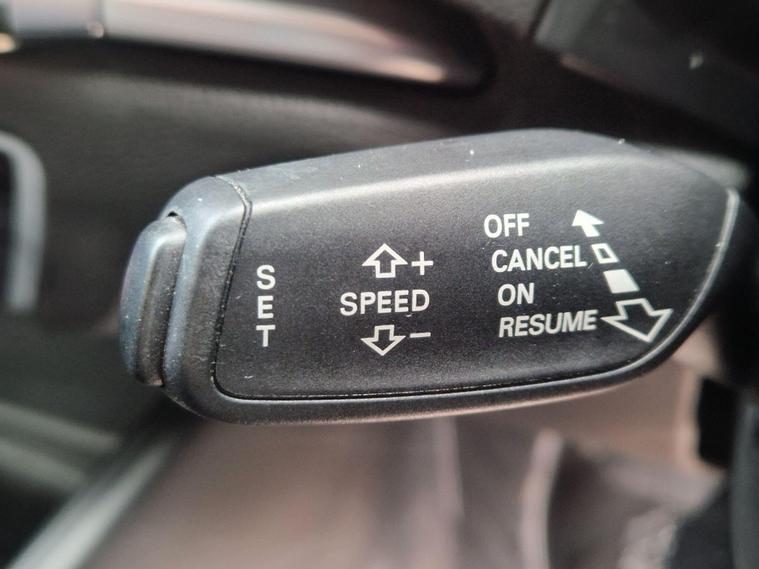 SET
+
SPEED
−
OFF
CANCEL
ON
RESUME